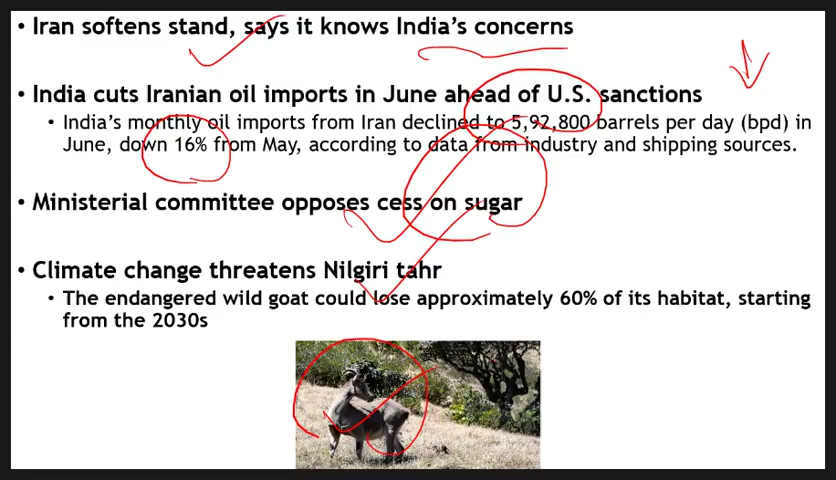 • Iran softens stand, says it knows India's concerns
• India cuts Iranian oil imports in June ahead of U.S. sanctions
• India's monthly oil imports from Iran declined to 5,92,800 barrels per day (bpd) in
June, down 16% from May, according to data from industry and shipping sources.
• Ministerial committee opposes cess on sugar
• Climate change threatens Nilgiri tahr
• The endangered wild goat could lose approximately 60% of its habitat, starting
from the 2030s